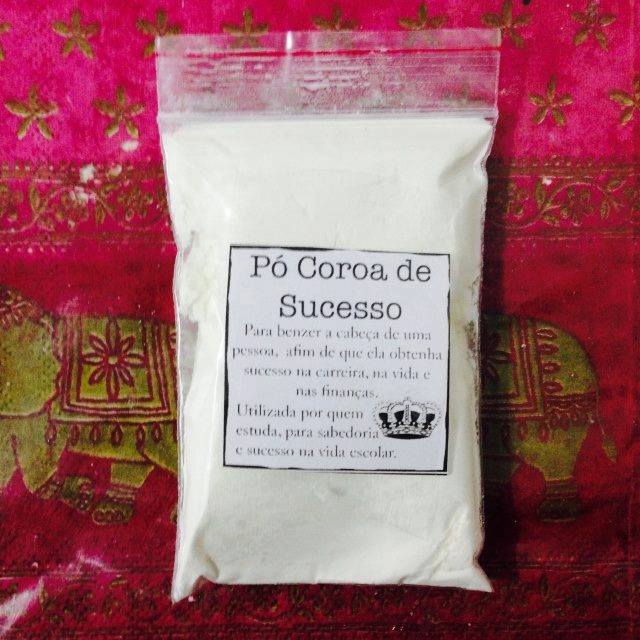 Pó Coroa de
Sucesso
Para benzer a cabeça de uma
pessoa, afim de que ela obtenha
sucesso na carreira, na vida e
nas finanças.
Utilizada por quem
estuda, para sabedoria
e sucesso na vida escolar.